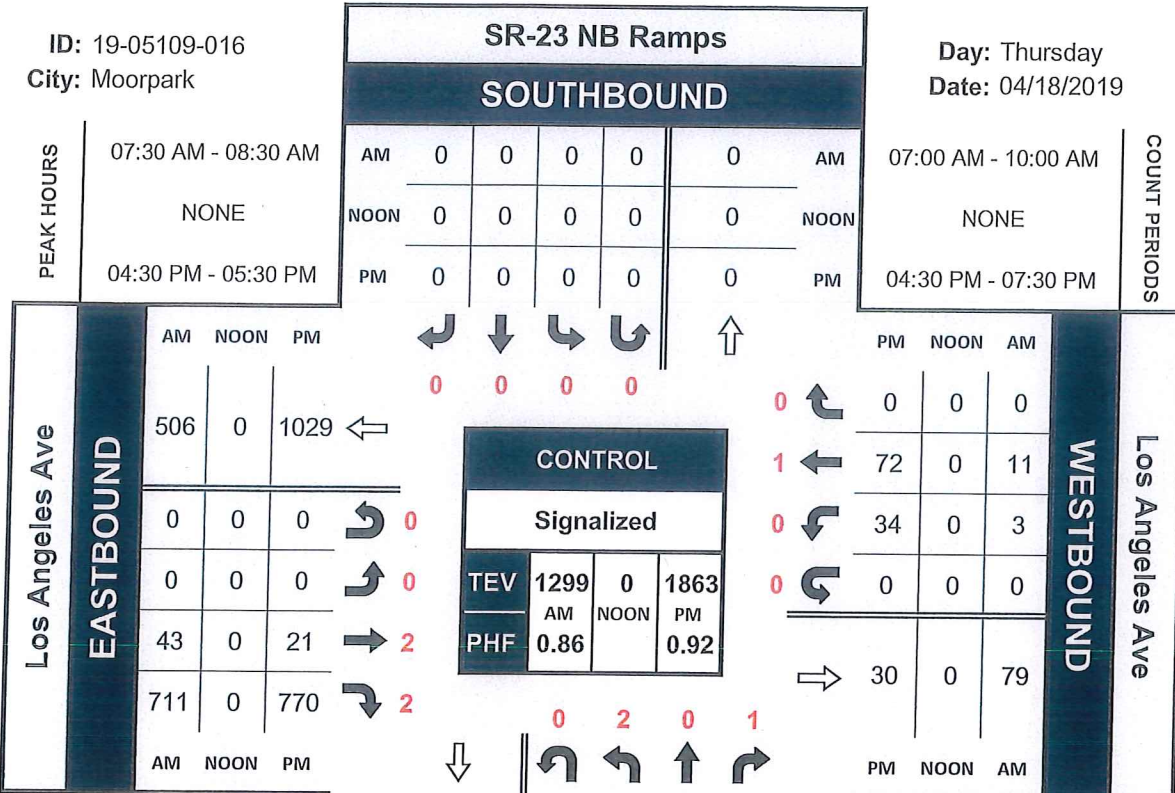 ID: 19-05109-016
City: Moorpark
SR-23 NB Ramps
SOUTHBOUND
Day: Thursday
Date: 04/18/2019
PEAK HOURS
07:30 AM - 08:30 AM
NONE
04:30 PM - 05:30 PM
AM 0 0 0 0 0 AM
NOON 0 0 0 0 0 NOON
PM 0 0 0 0 0 PM
07:00 AM - 10:00 AM
NONE
04:30 PM - 07:30 PM
COUNT PERIODS
0 0 0 0
Los Angeles Ave
EASTBOUND
AM NOON PM
506 0 1029
0 0 0 0
0 0 0 0
43 0 21 2
711 0 770 2
AM NOON PM
CONTROL
Signalized
TEV 1299 0 1863
AM NOON PM
PHF 0.86 0.92
PM NOON AM
0 0 0 0
1 72 0 11
0 34 0 3
0 0 0 0
30 0 79
PM NOON AM
WESTBOUND
Los Angeles Ave
0 2 0 1